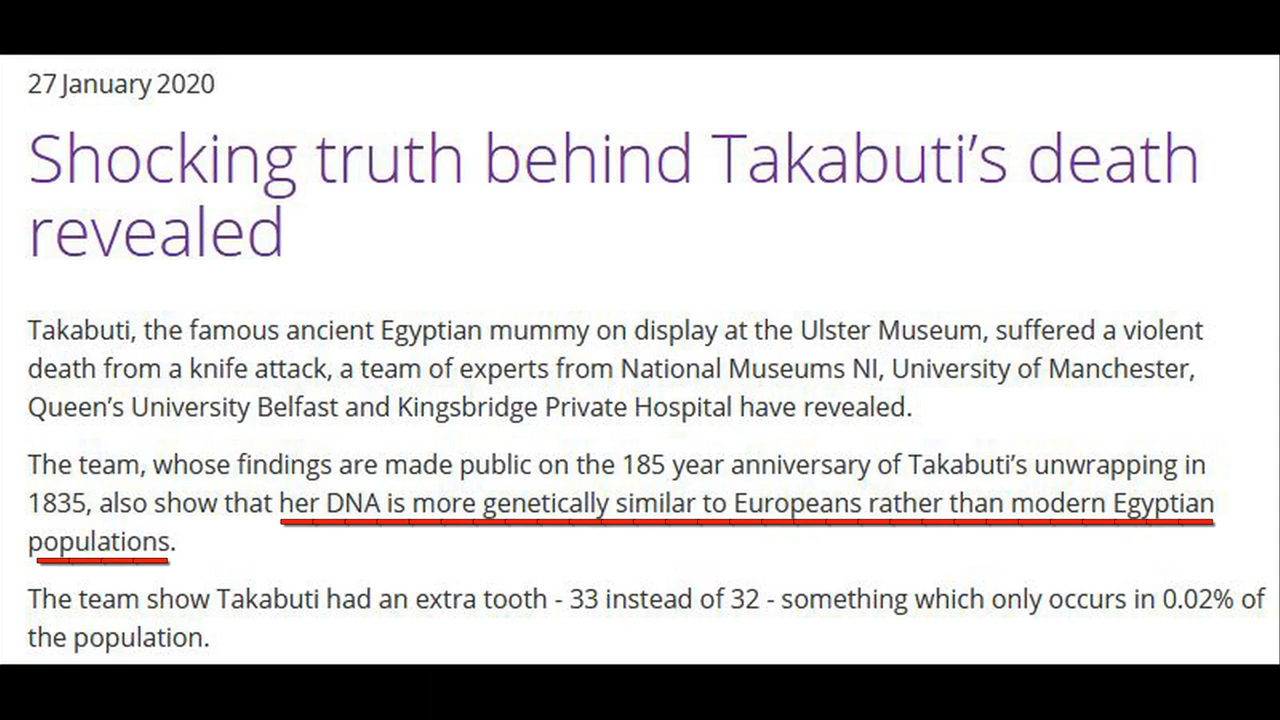 27 January 2020
Shocking truth behind Takabuti’s death
revealed
Takabuti, the famous ancient Egyptian mummy on display at the Ulster Museum, suffered a violent
death from a knife attack, a team of experts from National Museums NI, University of Manchester,
Queen’s University Belfast and Kingsbridge Private Hospital have revealed.
The team, whose findings are made public on the 185 year anniversary of Takabuti’s unwrapping in
1835, also show that her DNA is more genetically similar to Europeans rather than modern Egyptian
populations.
The team show Takabuti had an extra tooth - 33 instead of 32 - something which only occurs in 0.02% of
the population.